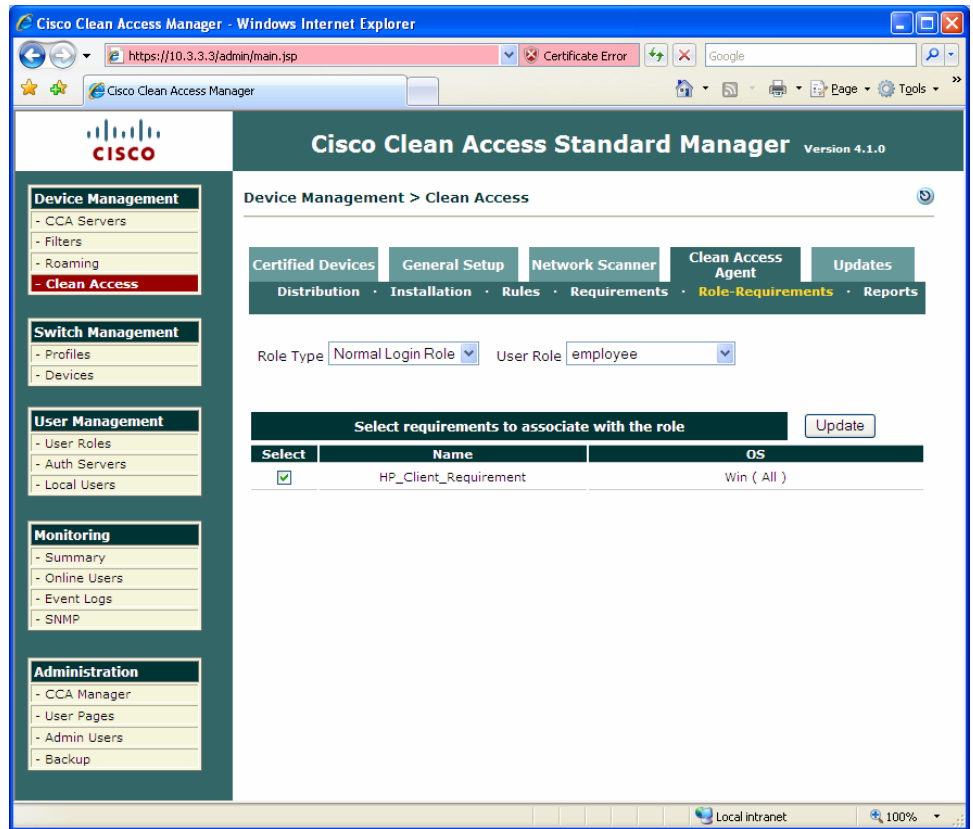 Cisco Clean Access Manager - Windows Internet Explorer
https://10.3.3.3/admin/main.jsp
Certificate Error
Google
Cisco Clean Access Manager
Page
Tools
CISCO
Cisco Clean Access Standard Manager Version 4.1.0
Device Management
- CCA Servers
- Filters
- Roaming
- Clean Access
Switch Management
- Profiles
- Devices
User Management
- User Roles
- Auth Servers
- Local Users
Monitoring
- Summary
- Online Users
- Event Logs
- SNMP
Administration
- CCA Manager
- User Pages
- Admin Users
- Backup
Device Management > Clean Access
Certified Devices
General Setup
Network Scanner
Clean Access Agent
Updates
Distribution · Installation · Rules · Requirements · Role-Requirements · Reports
Role Type Normal Login Role User Role employee
Select requirements to associate with the role
Update
Select Name OS
HP_Client_Requirement Win ( All )
Local intranet
100%